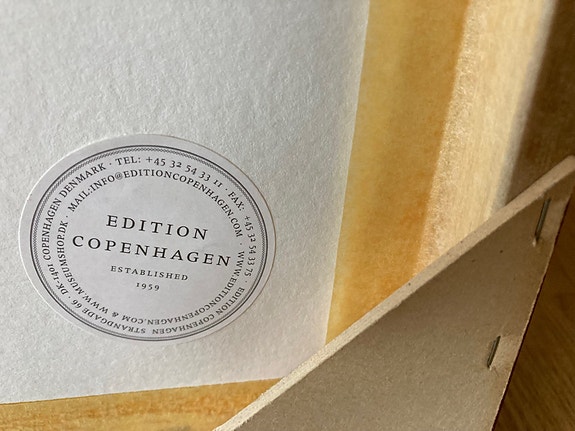 EDITION
COPENHAGEN
ESTABLISHED
1959
EDITION COPENHAGEN STRANDGADE 66 · DK-1401 COPENHAGEN DENMARK · TEL: +45 32 54 33 11 · FAX: +45 32 54 33 75 ·
MAIL:INFO@EDITIONCOPENHAGEN.COM · WWW.EDITIONCOPENHAGEN.COM & WWW.MUSEUMSHOP.DK ·